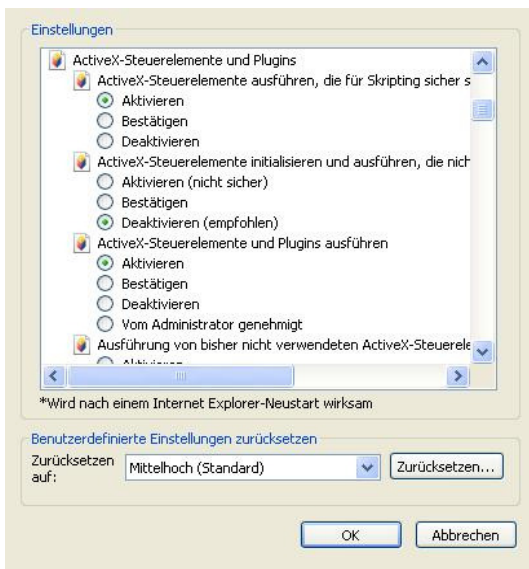 Einstellungen
ActiveX-Steuerelemente und Plugins
ActiveX-Steuerelemente ausführen, die für Skripting sicher s
Aktivieren
Bestätigen
Deaktivieren
ActiveX-Steuerelemente initialisieren und ausführen, die nich
Aktivieren (nicht sicher)
Bestätigen
Deaktivieren (empfohlen)
ActiveX-Steuerelemente und Plugins ausführen
Aktivieren
Bestätigen
Deaktivieren
Vom Administrator genehmigt
Ausführung von bisher nicht verwendeten ActiveX-Steuerele
*Wird nach einem Internet Explorer-Neustart wirksam
Benutzerdefinierte Einstellungen zurücksetzen
Zurücksetzen auf:
Mittelhoch (Standard)
Zurücksetzen...
OK
Abbrechen